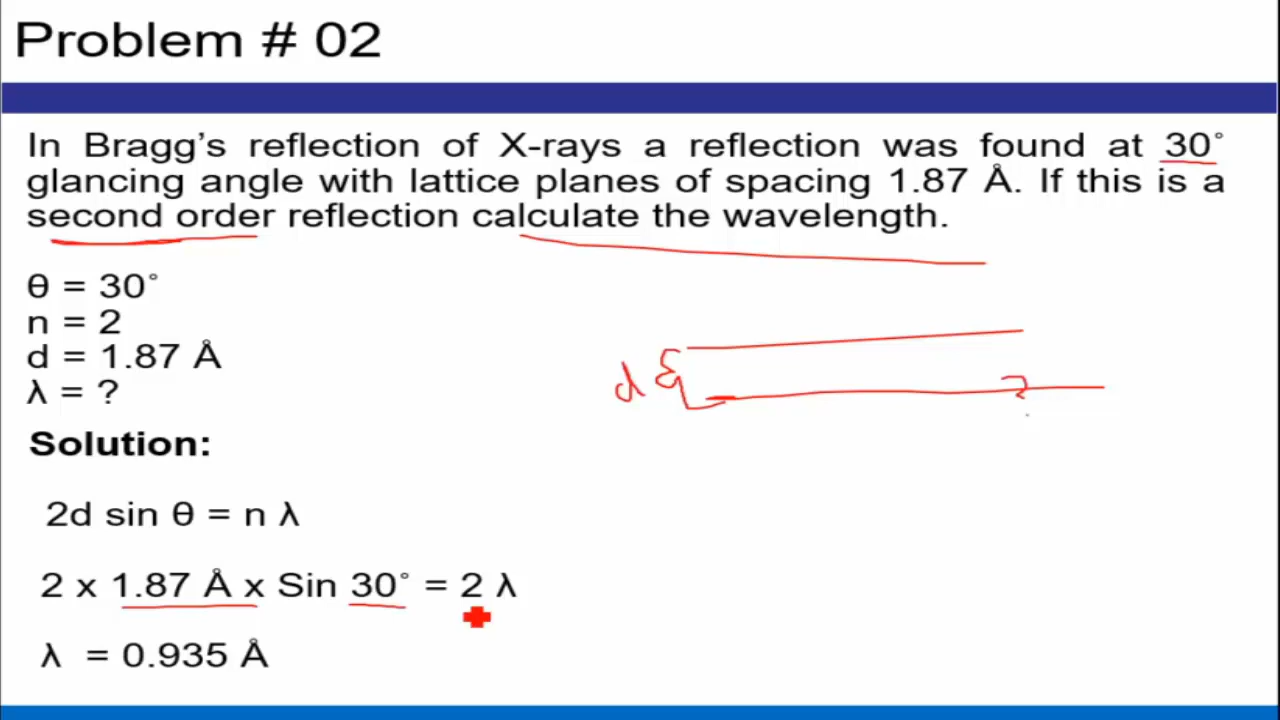 Problem # 02
In Bragg’s reflection of X-rays a reflection was found at 30°
glancing angle with lattice planes of spacing 1.87 Å. If this is a
second order reflection calculate the wavelength.
θ = 30°
n = 2
d = 1.87 Å
λ = ?
d
Solution:
2d sin θ = n λ
2 x 1.87 Å x Sin 30° = 2 λ
λ = 0.935 Å